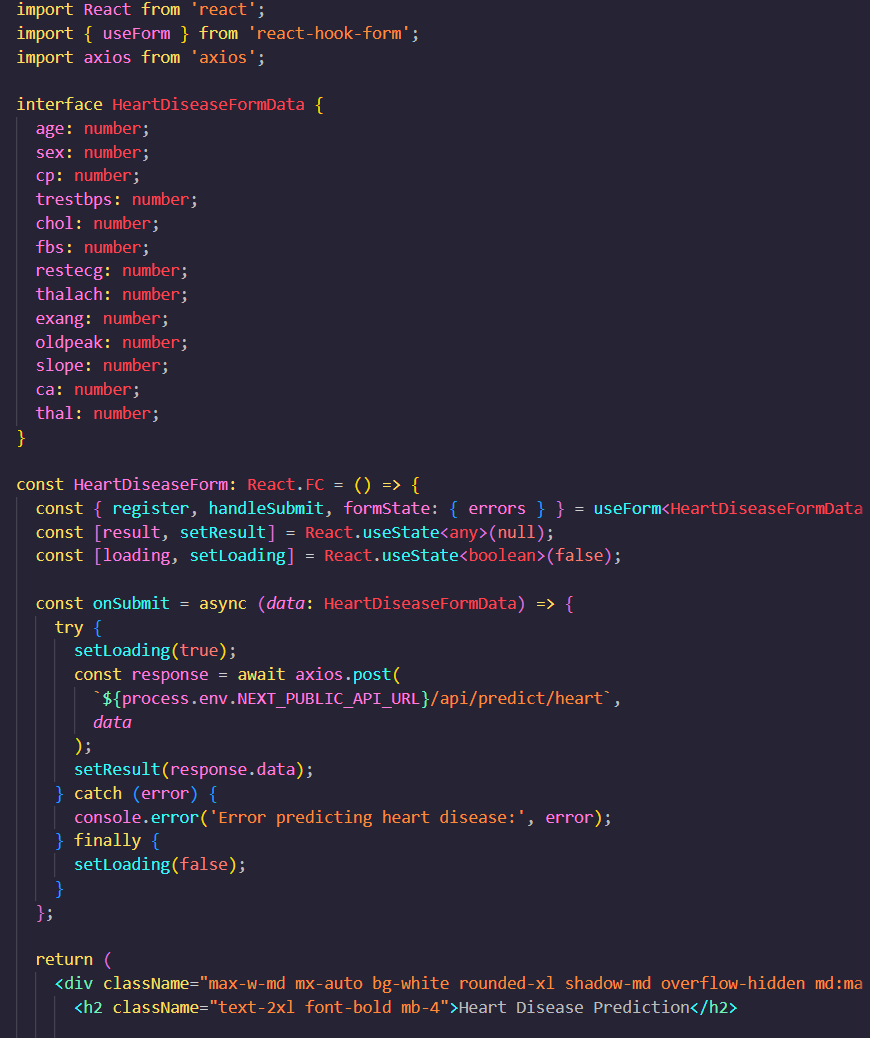 import React from 'react';
import { useForm } from 'react-hook-form';
import axios from 'axios';

interface HeartDiseaseFormData {
  age: number;
  sex: number;
  cp: number;
  trestbps: number;
  chol: number;
  fbs: number;
  restecg: number;
  thalach: number;
  exang: number;
  oldpeak: number;
  slope: number;
  ca: number;
  thal: number;
}

const HeartDiseaseForm: React.FC = () => {
  const { register, handleSubmit, formState: { errors } } = useForm<HeartDiseaseFormData
  const [result, setResult] = React.useState<any>(null);
  const [loading, setLoading] = React.useState<boolean>(false);

  const onSubmit = async (data: HeartDiseaseFormData) => {
    try {
      setLoading(true);
      const response = await axios.post(
        `${process.env.NEXT_PUBLIC_API_URL}/api/predict/heart`,
        data
      );
      setResult(response.data);
    } catch (error) {
      console.error('Error predicting heart disease:', error);
    } finally {
      setLoading(false);
    }
  };

  return (
    <div className="max-w-md mx-auto bg-white rounded-xl shadow-md overflow-hidden md:ma
      <h2 className="text-2xl font-bold mb-4">Heart Disease Prediction</h2>